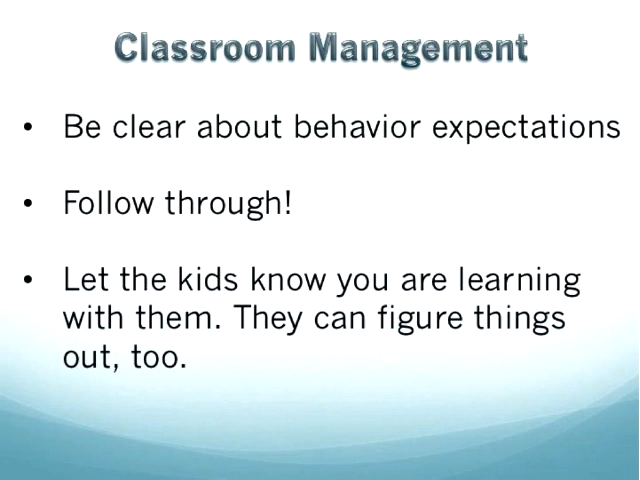 Classroom Management
• Be clear about behavior expectations
• Follow through!
• Let the kids know you are learning
with them. They can figure things
out, too.